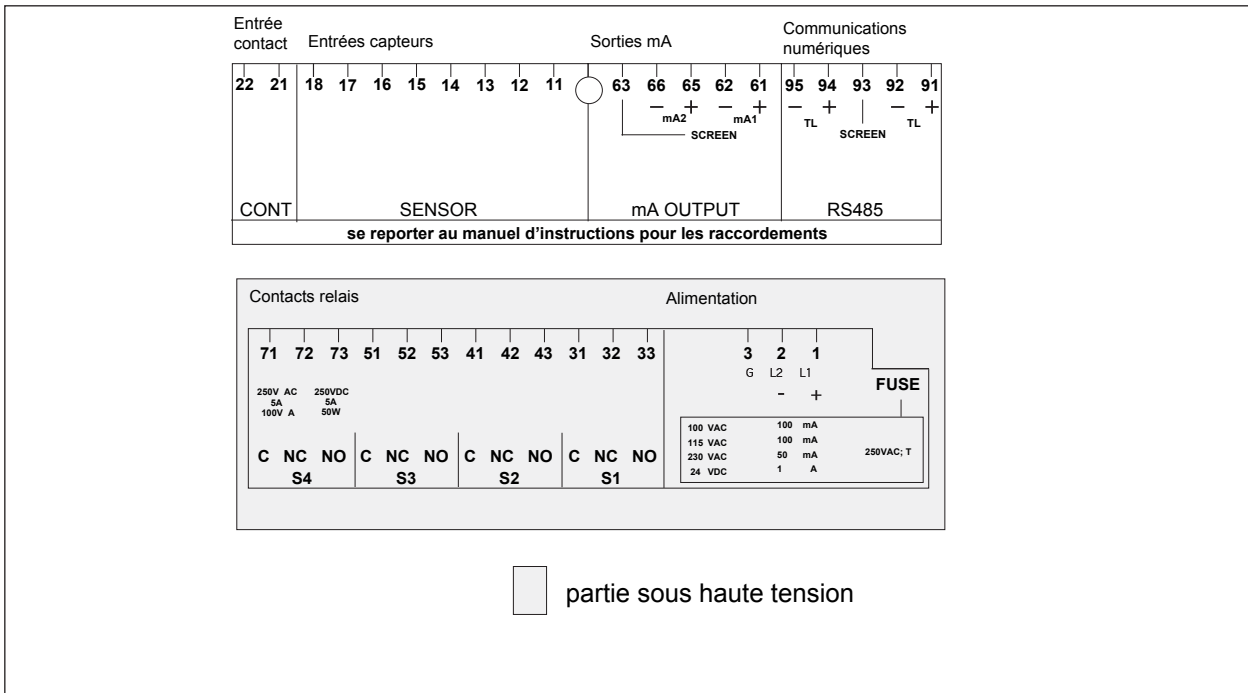 Entrée
contact
Entrées capteurs
Sorties mA
Communications
numériques
22 21 18 17 16 15 14 13 12 11 63 66 65 62 61 95 94 93 92 91
− + − + − + − +
mA2 mA1 TL TL
SCREEN SCREEN
CONT SENSOR mA OUTPUT RS485
se reporter au manuel d'instructions pour les raccordements
Contacts relais
Alimentation
71 72 73 51 52 53 41 42 43 31 32 33 3 2 1
G L2 L1
- +
FUSE
250V AC 250VDC
5A 5A
100V A 50W
100 VAC 100 mA
115 VAC 100 mA
230 VAC 50 mA
24 VDC 1 A
250VAC; T
C NC NO C NC NO C NC NO C NC NO
S4 S3 S2 S1
partie sous haute tension